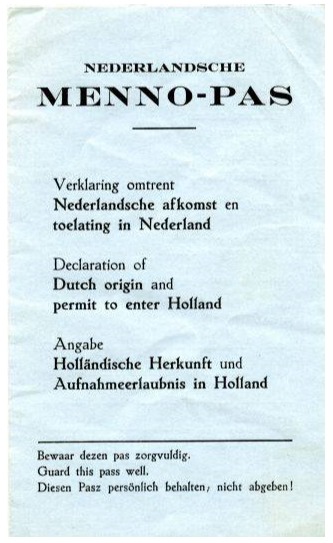 NEDERLANDSCHE
MENNO-PAS
Verklaring omtrent
Nederlandsche afkomst en
toelating in Nederland
Declaration of
Dutch origin and
permit to enter Holland
Angabe
Holländische Herkunft und
Aufnahmeerlaubnis in Holland
Bewaar dezen pas zorgvuldig.
Guard this pass well.
Diesen Pasz persönlich behalten, nicht abgeben!